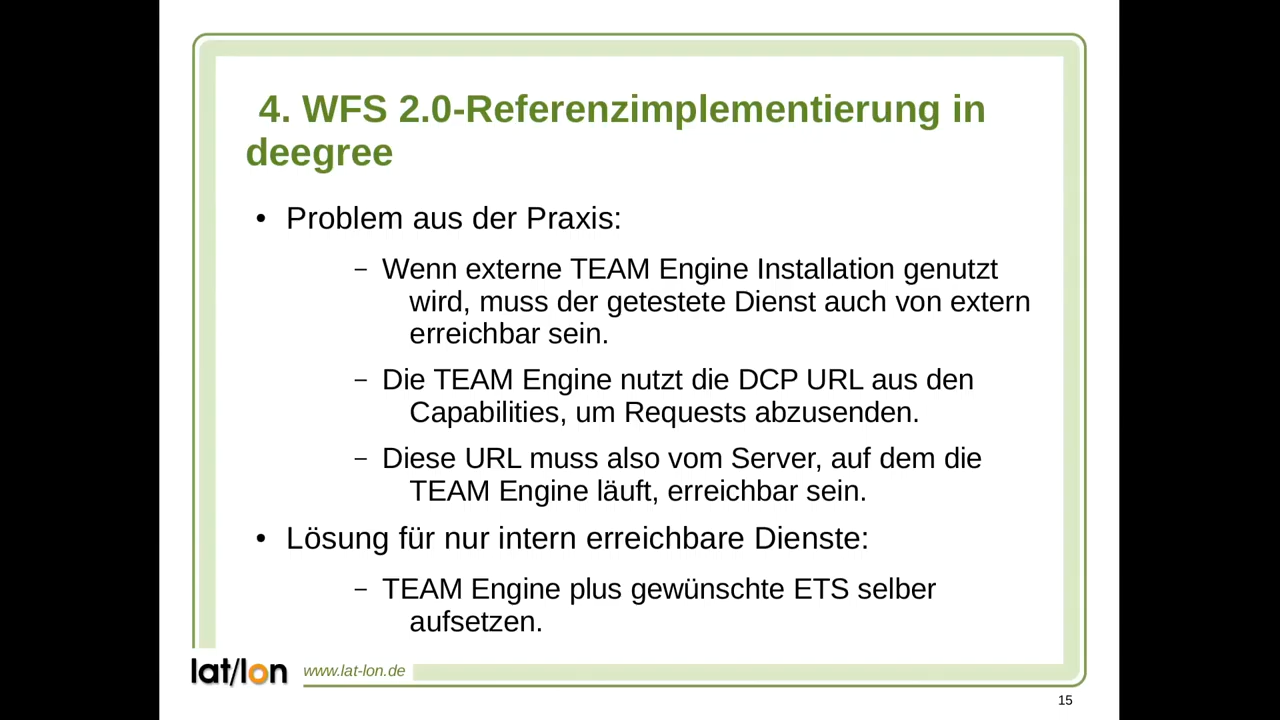 4. WFS 2.0-Referenzimplementierung in
deegree
• Problem aus der Praxis:
– Wenn externe TEAM Engine Installation genutzt
wird, muss der getestete Dienst auch von extern
erreichbar sein.
– Die TEAM Engine nutzt die DCP URL aus den
Capabilities, um Requests abzusenden.
– Diese URL muss also vom Server, auf dem die
TEAM Engine läuft, erreichbar sein.
• Lösung für nur intern erreichbare Dienste:
– TEAM Engine plus gewünschte ETS selber
aufsetzen.
lat/lon www.lat-lon.de
15